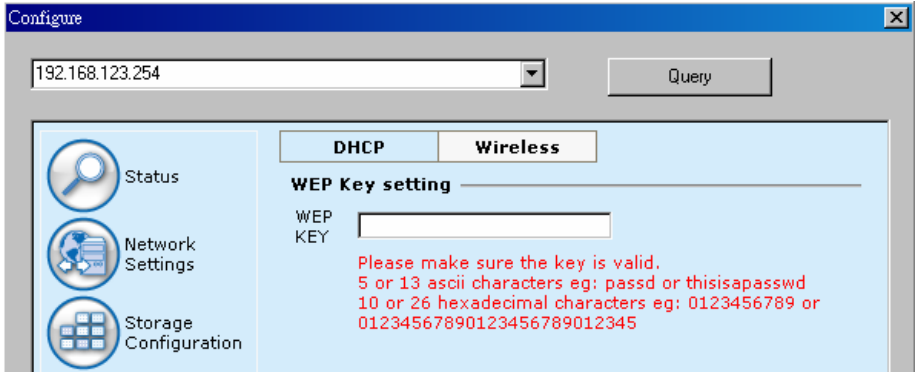 Configure
192.168.123.254
Query
Status
Network
Settings
Storage
Configuration
DHCP
Wireless
WEP Key setting
WEP
KEY
Please make sure the key is valid.
5 or 13 ascii characters eg: passd or thisisapasswd
10 or 26 hexadecimal characters eg: 0123456789 or
01234567890123456789012345